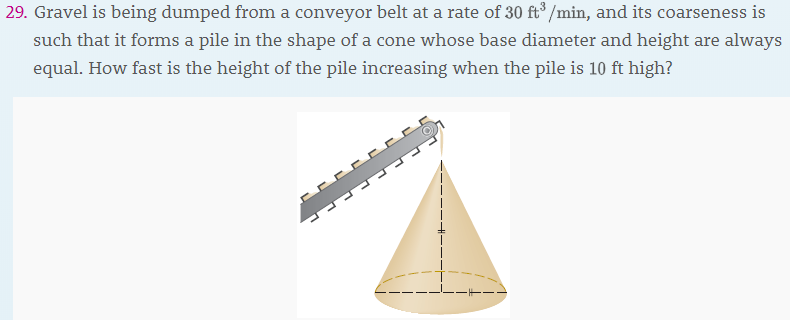 29. Gravel is being dumped from a conveyor belt at a rate of 30 ft³/min, and its coarseness is
such that it forms a pile in the shape of a cone whose base diameter and height are always
equal. How fast is the height of the pile increasing when the pile is 10 ft high?